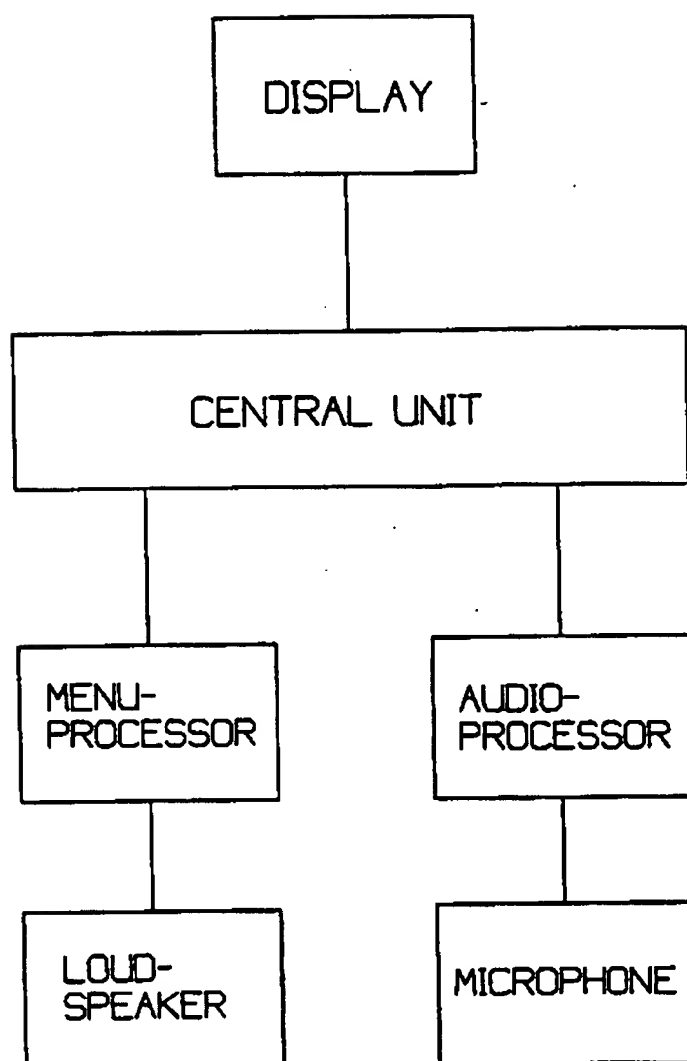 DISPLAY
CENTRAL UNIT
MENU-
PROCESSOR
AUDIO-
PROCESSOR
LOUD-
SPEAKER
MICROPHONE